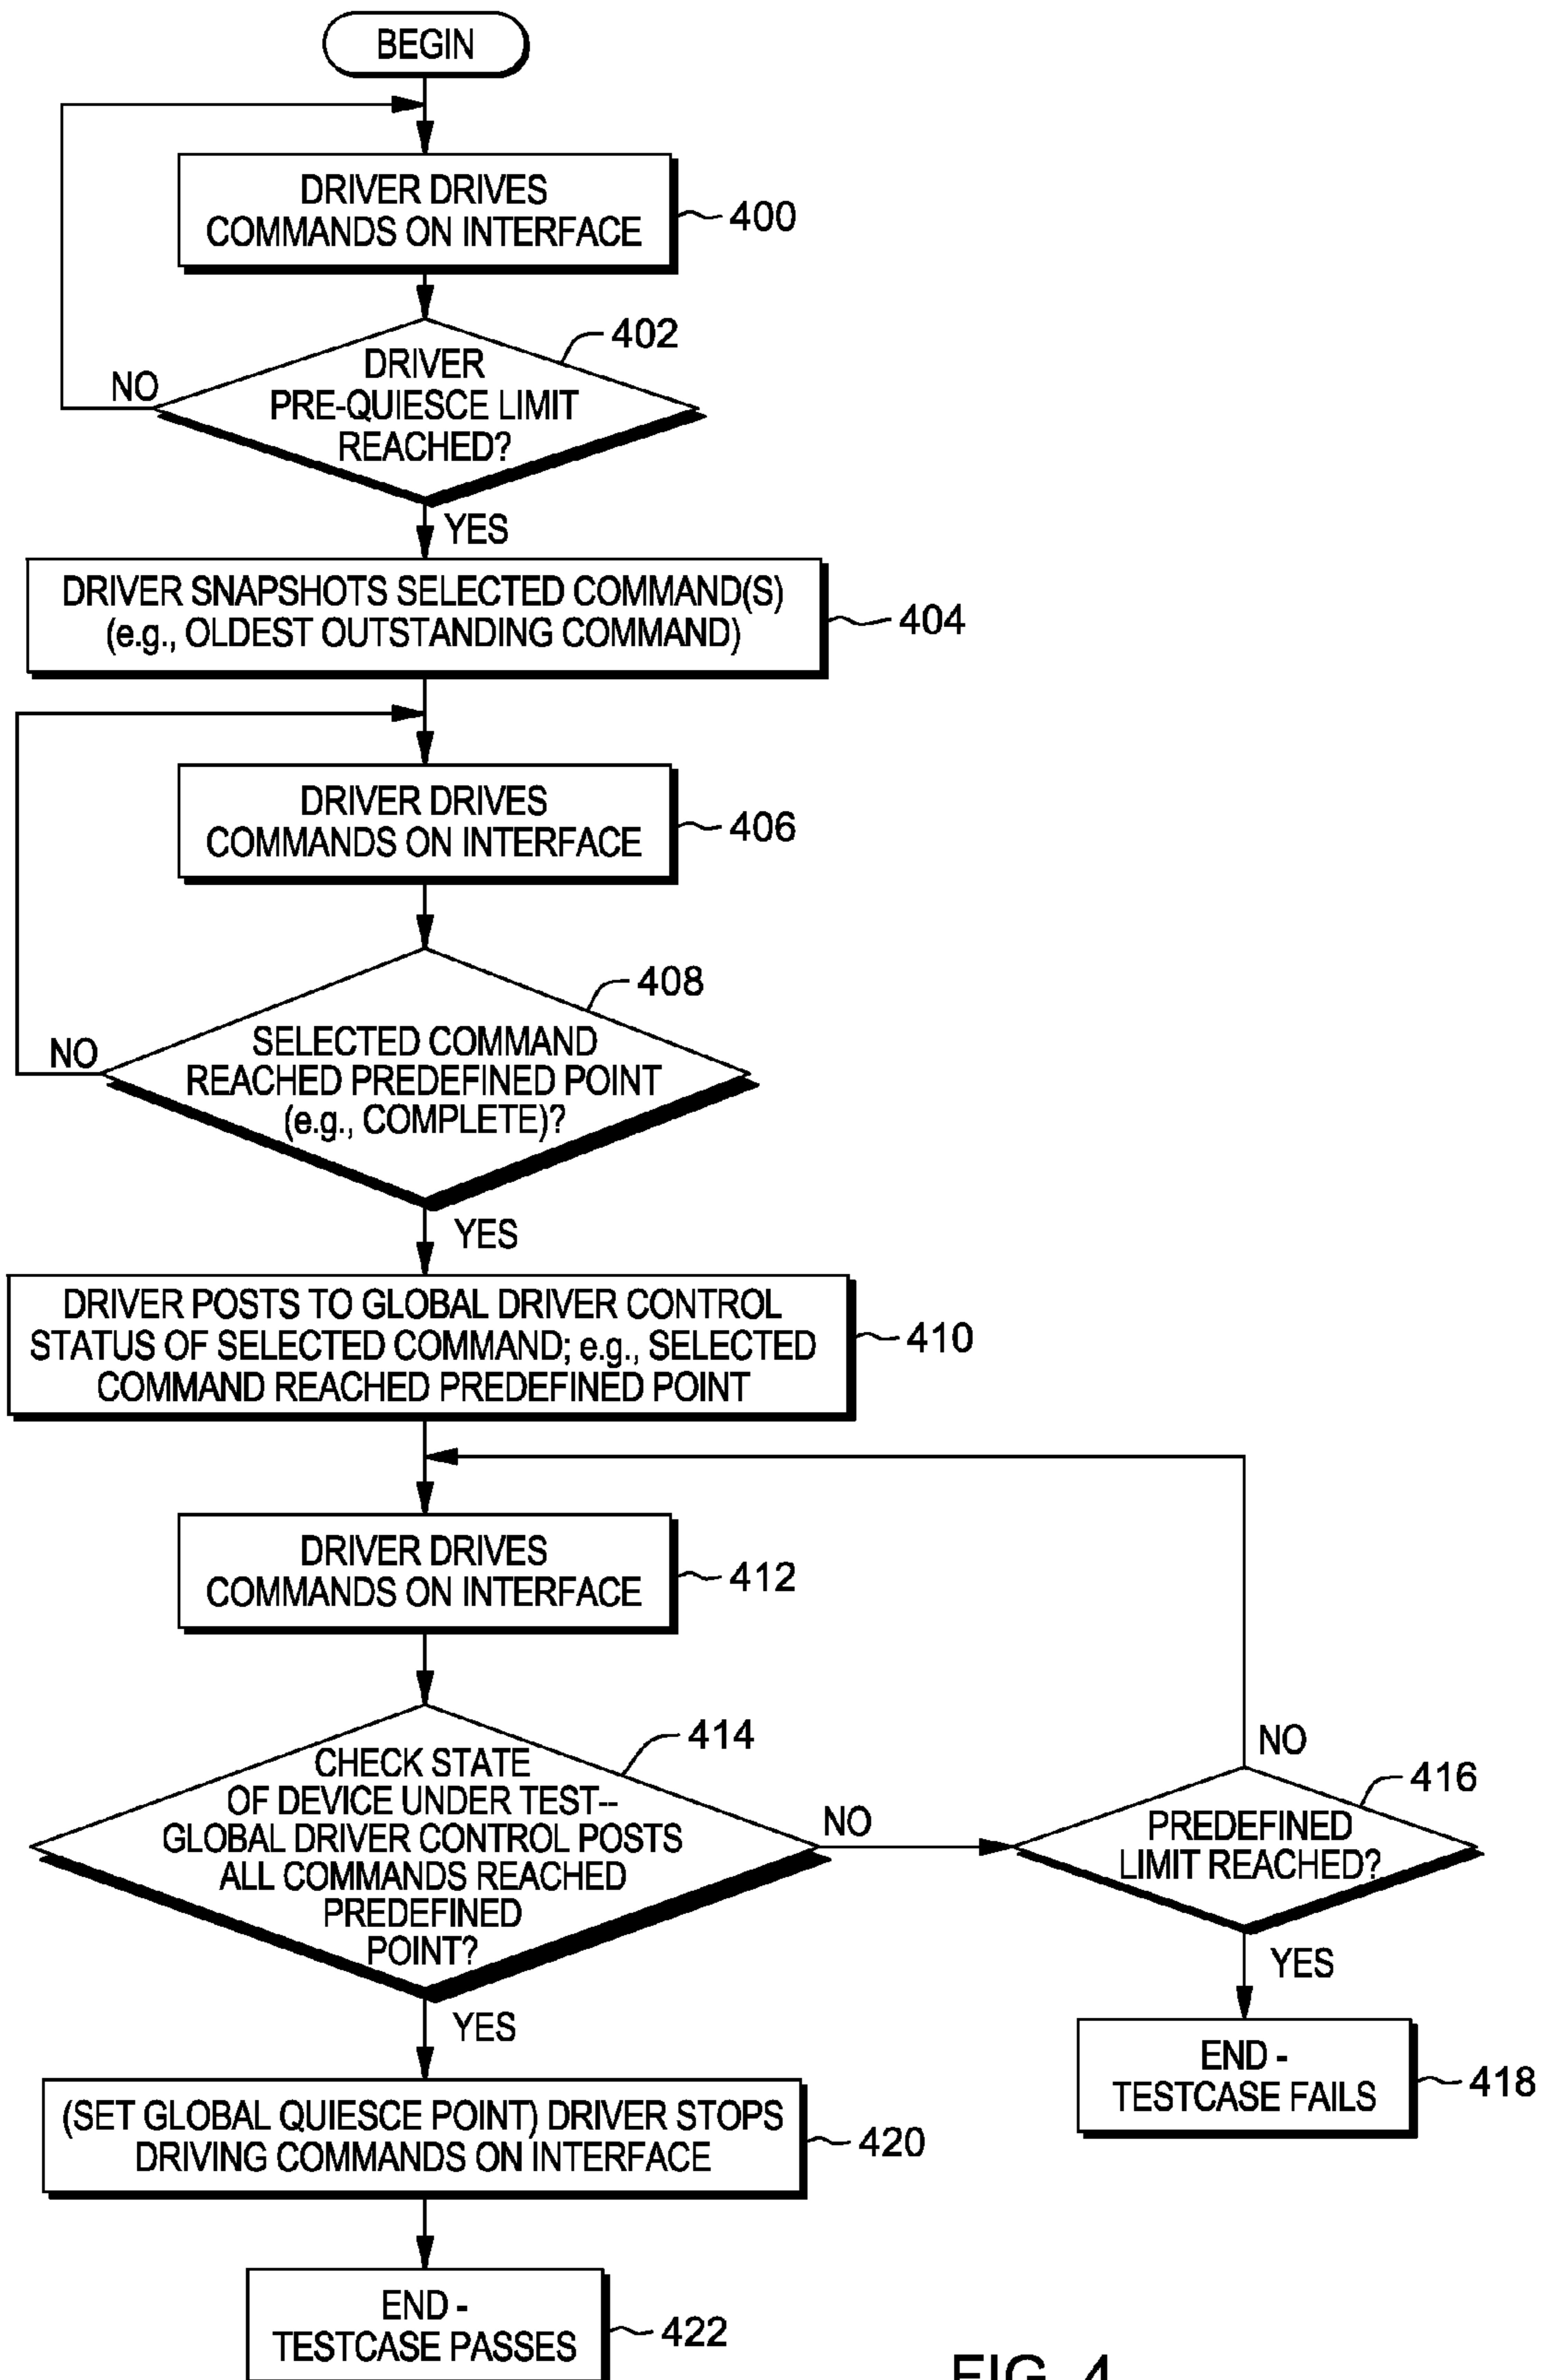 BEGIN
DRIVER DRIVES
COMMANDS ON INTERFACE
400
402
DRIVER
PRE-QUIESCE LIMIT
REACHED?
NO
YES
DRIVER SNAPSHOTS SELECTED COMMAND(S)
(e.g., OLDEST OUTSTANDING COMMAND)
404
DRIVER DRIVES
COMMANDS ON INTERFACE
406
408
SELECTED COMMAND
REACHED PREDEFINED POINT
(e.g., COMPLETE)?
NO
YES
DRIVER POSTS TO GLOBAL DRIVER CONTROL
STATUS OF SELECTED COMMAND; e.g., SELECTED
COMMAND REACHED PREDEFINED POINT
410
DRIVER DRIVES
COMMANDS ON INTERFACE
412
414
CHECK STATE
OF DEVICE UNDER TEST--
GLOBAL DRIVER CONTROL POSTS
ALL COMMANDS REACHED
PREDEFINED
POINT?
NO
YES
NO
416
PREDEFINED
LIMIT REACHED?
YES
END -
TESTCASE FAILS
418
(SET GLOBAL QUIESCE POINT) DRIVER STOPS
DRIVING COMMANDS ON INTERFACE
420
END -
TESTCASE PASSES
422
FIG. 4